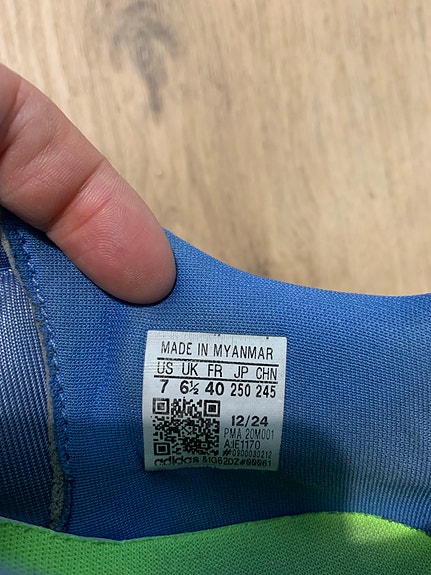 MADE IN MYANMAR
US UK FR JP CHN
7 6½ 40 250 245
12/24
PMA 20M001
AIE1170
adidas